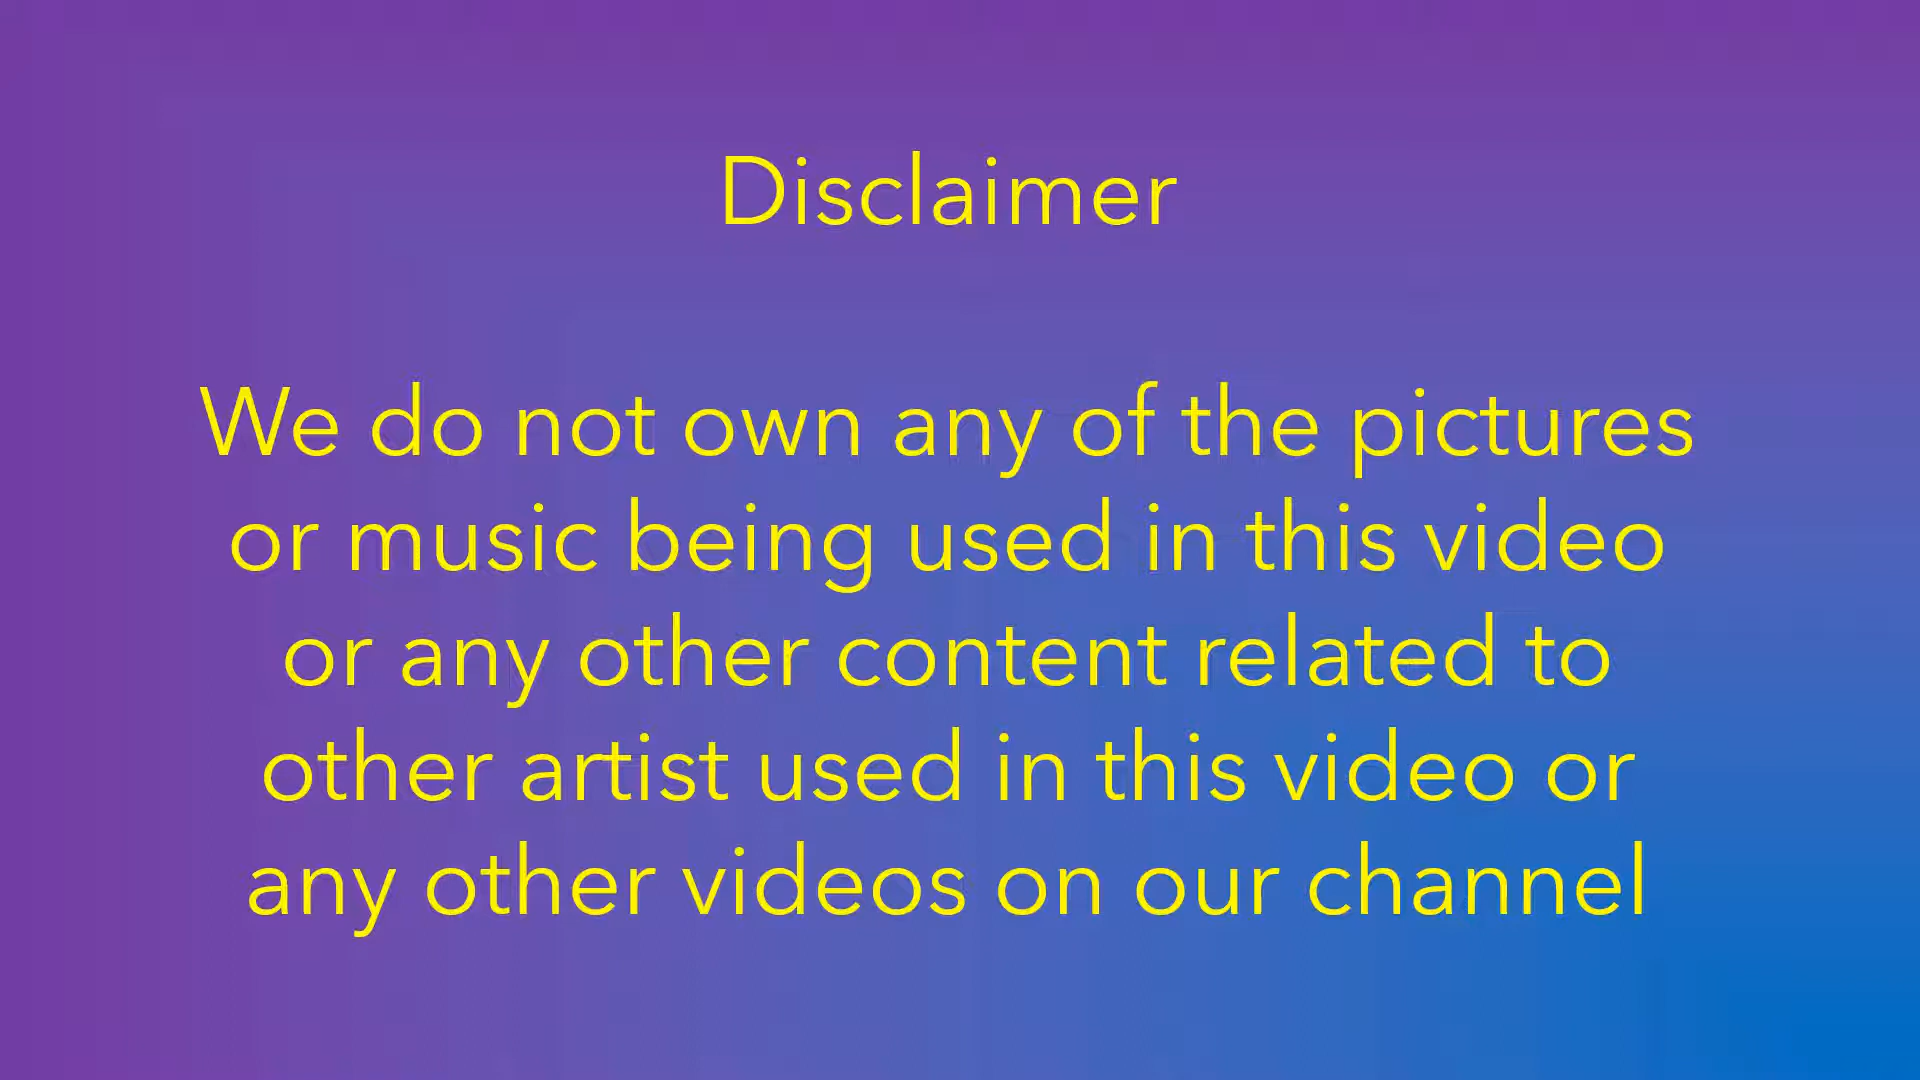 Disclaimer
We do not own any of the pictures
or music being used in this video
or any other content related to
other artist used in this video or
any other videos on our channel